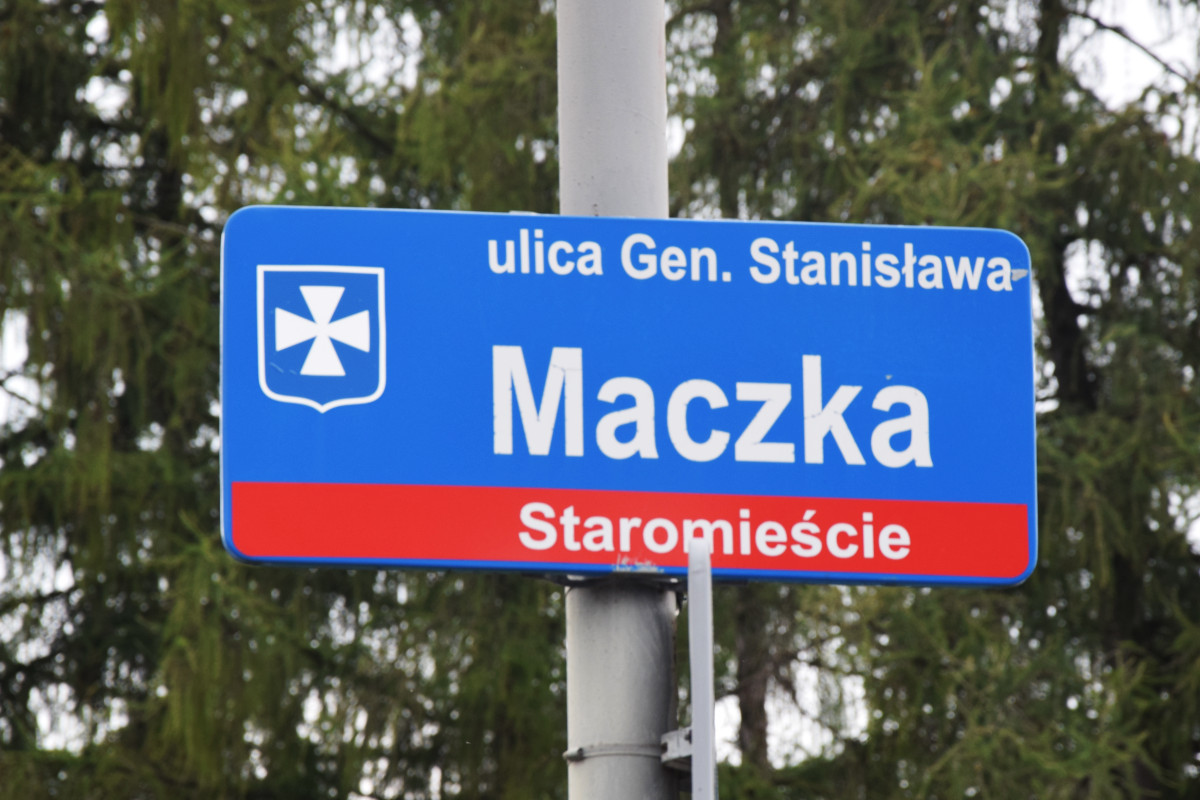 ulica Gen. Stanisława
Maczka
Staromieście